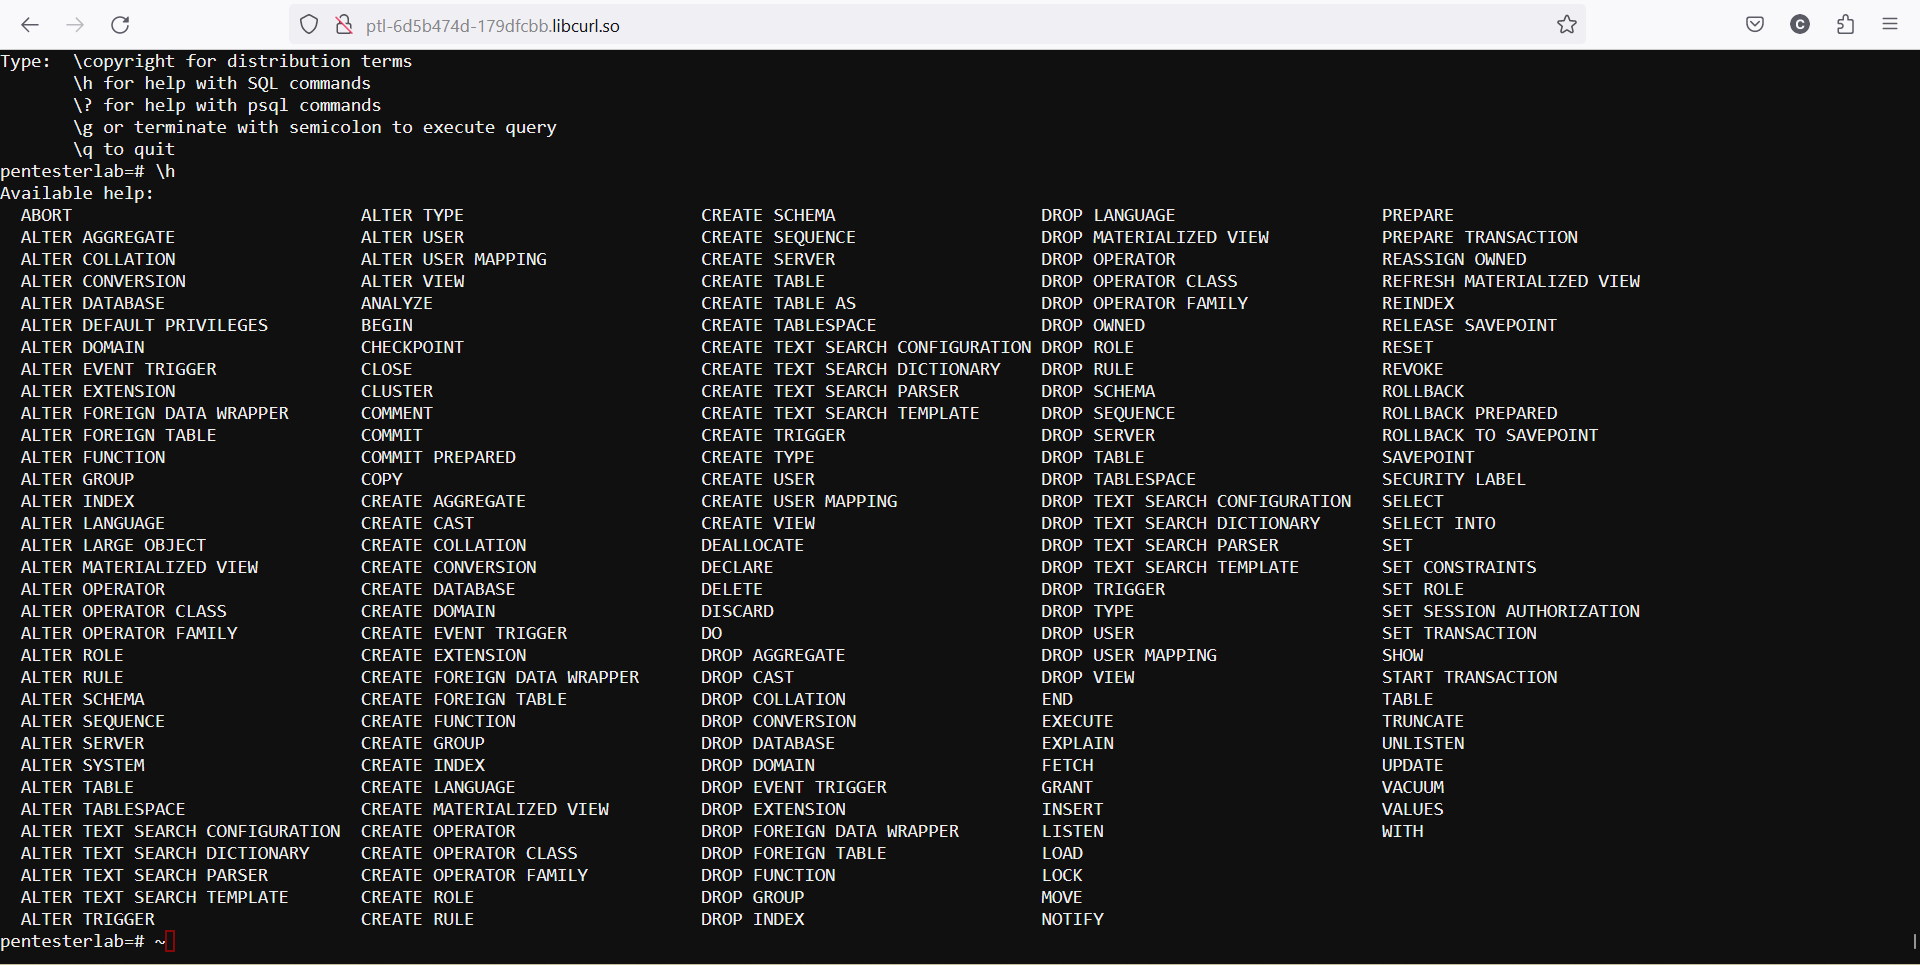 ptl-6d5b474d-179dfcbb.libcurl.so
C
Type:  \copyright for distribution terms
       \h for help with SQL commands
       \? for help with psql commands
       \g or terminate with semicolon to execute query
       \q to quit
pentesterlab=# \h
Available help:
  ABORT                            ALTER TYPE                       CREATE SCHEMA                    DROP LANGUAGE                    PREPARE
  ALTER AGGREGATE                  ALTER USER                       CREATE SEQUENCE                  DROP MATERIALIZED VIEW           PREPARE TRANSACTION
  ALTER COLLATION                  ALTER USER MAPPING               CREATE SERVER                    DROP OPERATOR                    REASSIGN OWNED
  ALTER CONVERSION                 ALTER VIEW                       CREATE TABLE                     DROP OPERATOR CLASS              REFRESH MATERIALIZED VIEW
  ALTER DATABASE                   ANALYZE                          CREATE TABLE AS                  DROP OPERATOR FAMILY             REINDEX
  ALTER DEFAULT PRIVILEGES         BEGIN                            CREATE TABLESPACE                DROP OWNED                       RELEASE SAVEPOINT
  ALTER DOMAIN                     CHECKPOINT                       CREATE TEXT SEARCH CONFIGURATION DROP ROLE                        RESET
  ALTER EVENT TRIGGER              CLOSE                            CREATE TEXT SEARCH DICTIONARY    DROP RULE                        REVOKE
  ALTER EXTENSION                  CLUSTER                          CREATE TEXT SEARCH PARSER        DROP SCHEMA                      ROLLBACK
  ALTER FOREIGN DATA WRAPPER       COMMENT                          CREATE TEXT SEARCH TEMPLATE      DROP SEQUENCE                    ROLLBACK PREPARED
  ALTER FOREIGN TABLE              COMMIT                           CREATE TRIGGER                   DROP SERVER                      ROLLBACK TO SAVEPOINT
  ALTER FUNCTION                   COMMIT PREPARED                  CREATE TYPE                      DROP TABLE                       SAVEPOINT
  ALTER GROUP                      COPY                             CREATE USER                      DROP TABLESPACE                  SECURITY LABEL
  ALTER INDEX                      CREATE AGGREGATE                 CREATE USER MAPPING              DROP TEXT SEARCH CONFIGURATION   SELECT
  ALTER LANGUAGE                   CREATE CAST                      CREATE VIEW                      DROP TEXT SEARCH DICTIONARY      SELECT INTO
  ALTER LARGE OBJECT               CREATE COLLATION                 DEALLOCATE                       DROP TEXT SEARCH PARSER          SET
  ALTER MATERIALIZED VIEW          CREATE CONVERSION                DECLARE                          DROP TEXT SEARCH TEMPLATE        SET CONSTRAINTS
  ALTER OPERATOR                   CREATE DATABASE                  DELETE                           DROP TRIGGER                     SET ROLE
  ALTER OPERATOR CLASS             CREATE DOMAIN                    DISCARD                          DROP TYPE                        SET SESSION AUTHORIZATION
  ALTER OPERATOR FAMILY            CREATE EVENT TRIGGER             DO                               DROP USER                        SET TRANSACTION
  ALTER ROLE                       CREATE EXTENSION                 DROP AGGREGATE                   DROP USER MAPPING                SHOW
  ALTER RULE                       CREATE FOREIGN DATA WRAPPER      DROP CAST                        DROP VIEW                        START TRANSACTION
  ALTER SCHEMA                     CREATE FOREIGN TABLE             DROP COLLATION                   END                              TABLE
  ALTER SEQUENCE                   CREATE FUNCTION                  DROP CONVERSION                  EXECUTE                          TRUNCATE
  ALTER SERVER                     CREATE GROUP                     DROP DATABASE                    EXPLAIN                          UNLISTEN
  ALTER SYSTEM                     CREATE INDEX                     DROP DOMAIN                      FETCH                            UPDATE
  ALTER TABLE                      CREATE LANGUAGE                  DROP EVENT TRIGGER               GRANT                            VACUUM
  ALTER TABLESPACE                 CREATE MATERIALIZED VIEW         DROP EXTENSION                   INSERT                           VALUES
  ALTER TEXT SEARCH CONFIGURATION  CREATE OPERATOR                  DROP FOREIGN DATA WRAPPER        LISTEN                           WITH
  ALTER TEXT SEARCH DICTIONARY     CREATE OPERATOR CLASS            DROP FOREIGN TABLE               LOAD
  ALTER TEXT SEARCH PARSER         CREATE OPERATOR FAMILY           DROP FUNCTION                    LOCK
  ALTER TEXT SEARCH TEMPLATE       CREATE ROLE                      DROP GROUP                       MOVE
  ALTER TRIGGER                    CREATE RULE                      DROP INDEX                       NOTIFY
pentesterlab=# ~